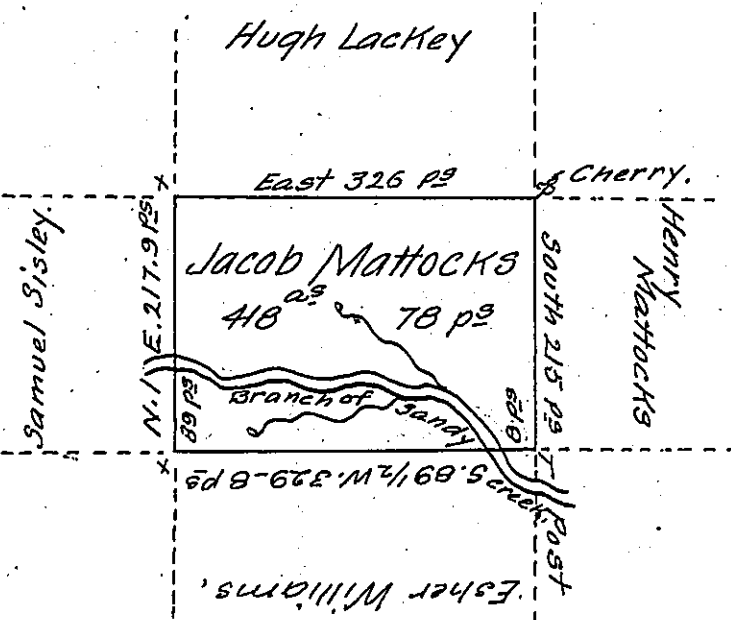 Hugh Lackey
East 326 ps
Cherry.
Samuel Sisley.
N. 1 E. 217.9 ps
Jacob Mattocks
418 as 78 ps
South 215 ps
Henry
Mattocks
89 ps
Branch of
Sandy
Creek.
8 ps
S. 89 1/2 W. 329-8 ps
Post
Esher Williams,